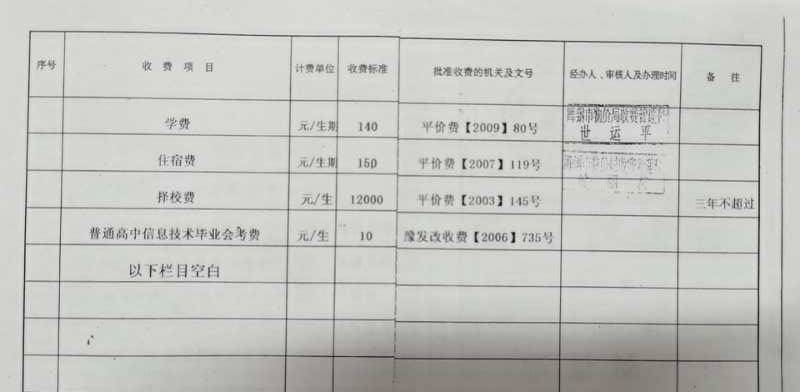 序号 收费项目 计费单位 收费标准 批准收费的机关及文号 经办人、审核人及办理时间 备注
学费 元/生期 140 平价费【2009】80号
世运平
住宿费 元/生期 150 平价费【2007】119号
择校费 元/生 12000 平价费【2003】145号 三年不超过
普通高中信息技术毕业会考费 元/生 10 豫发改收费【2006】735号
以下栏目空白